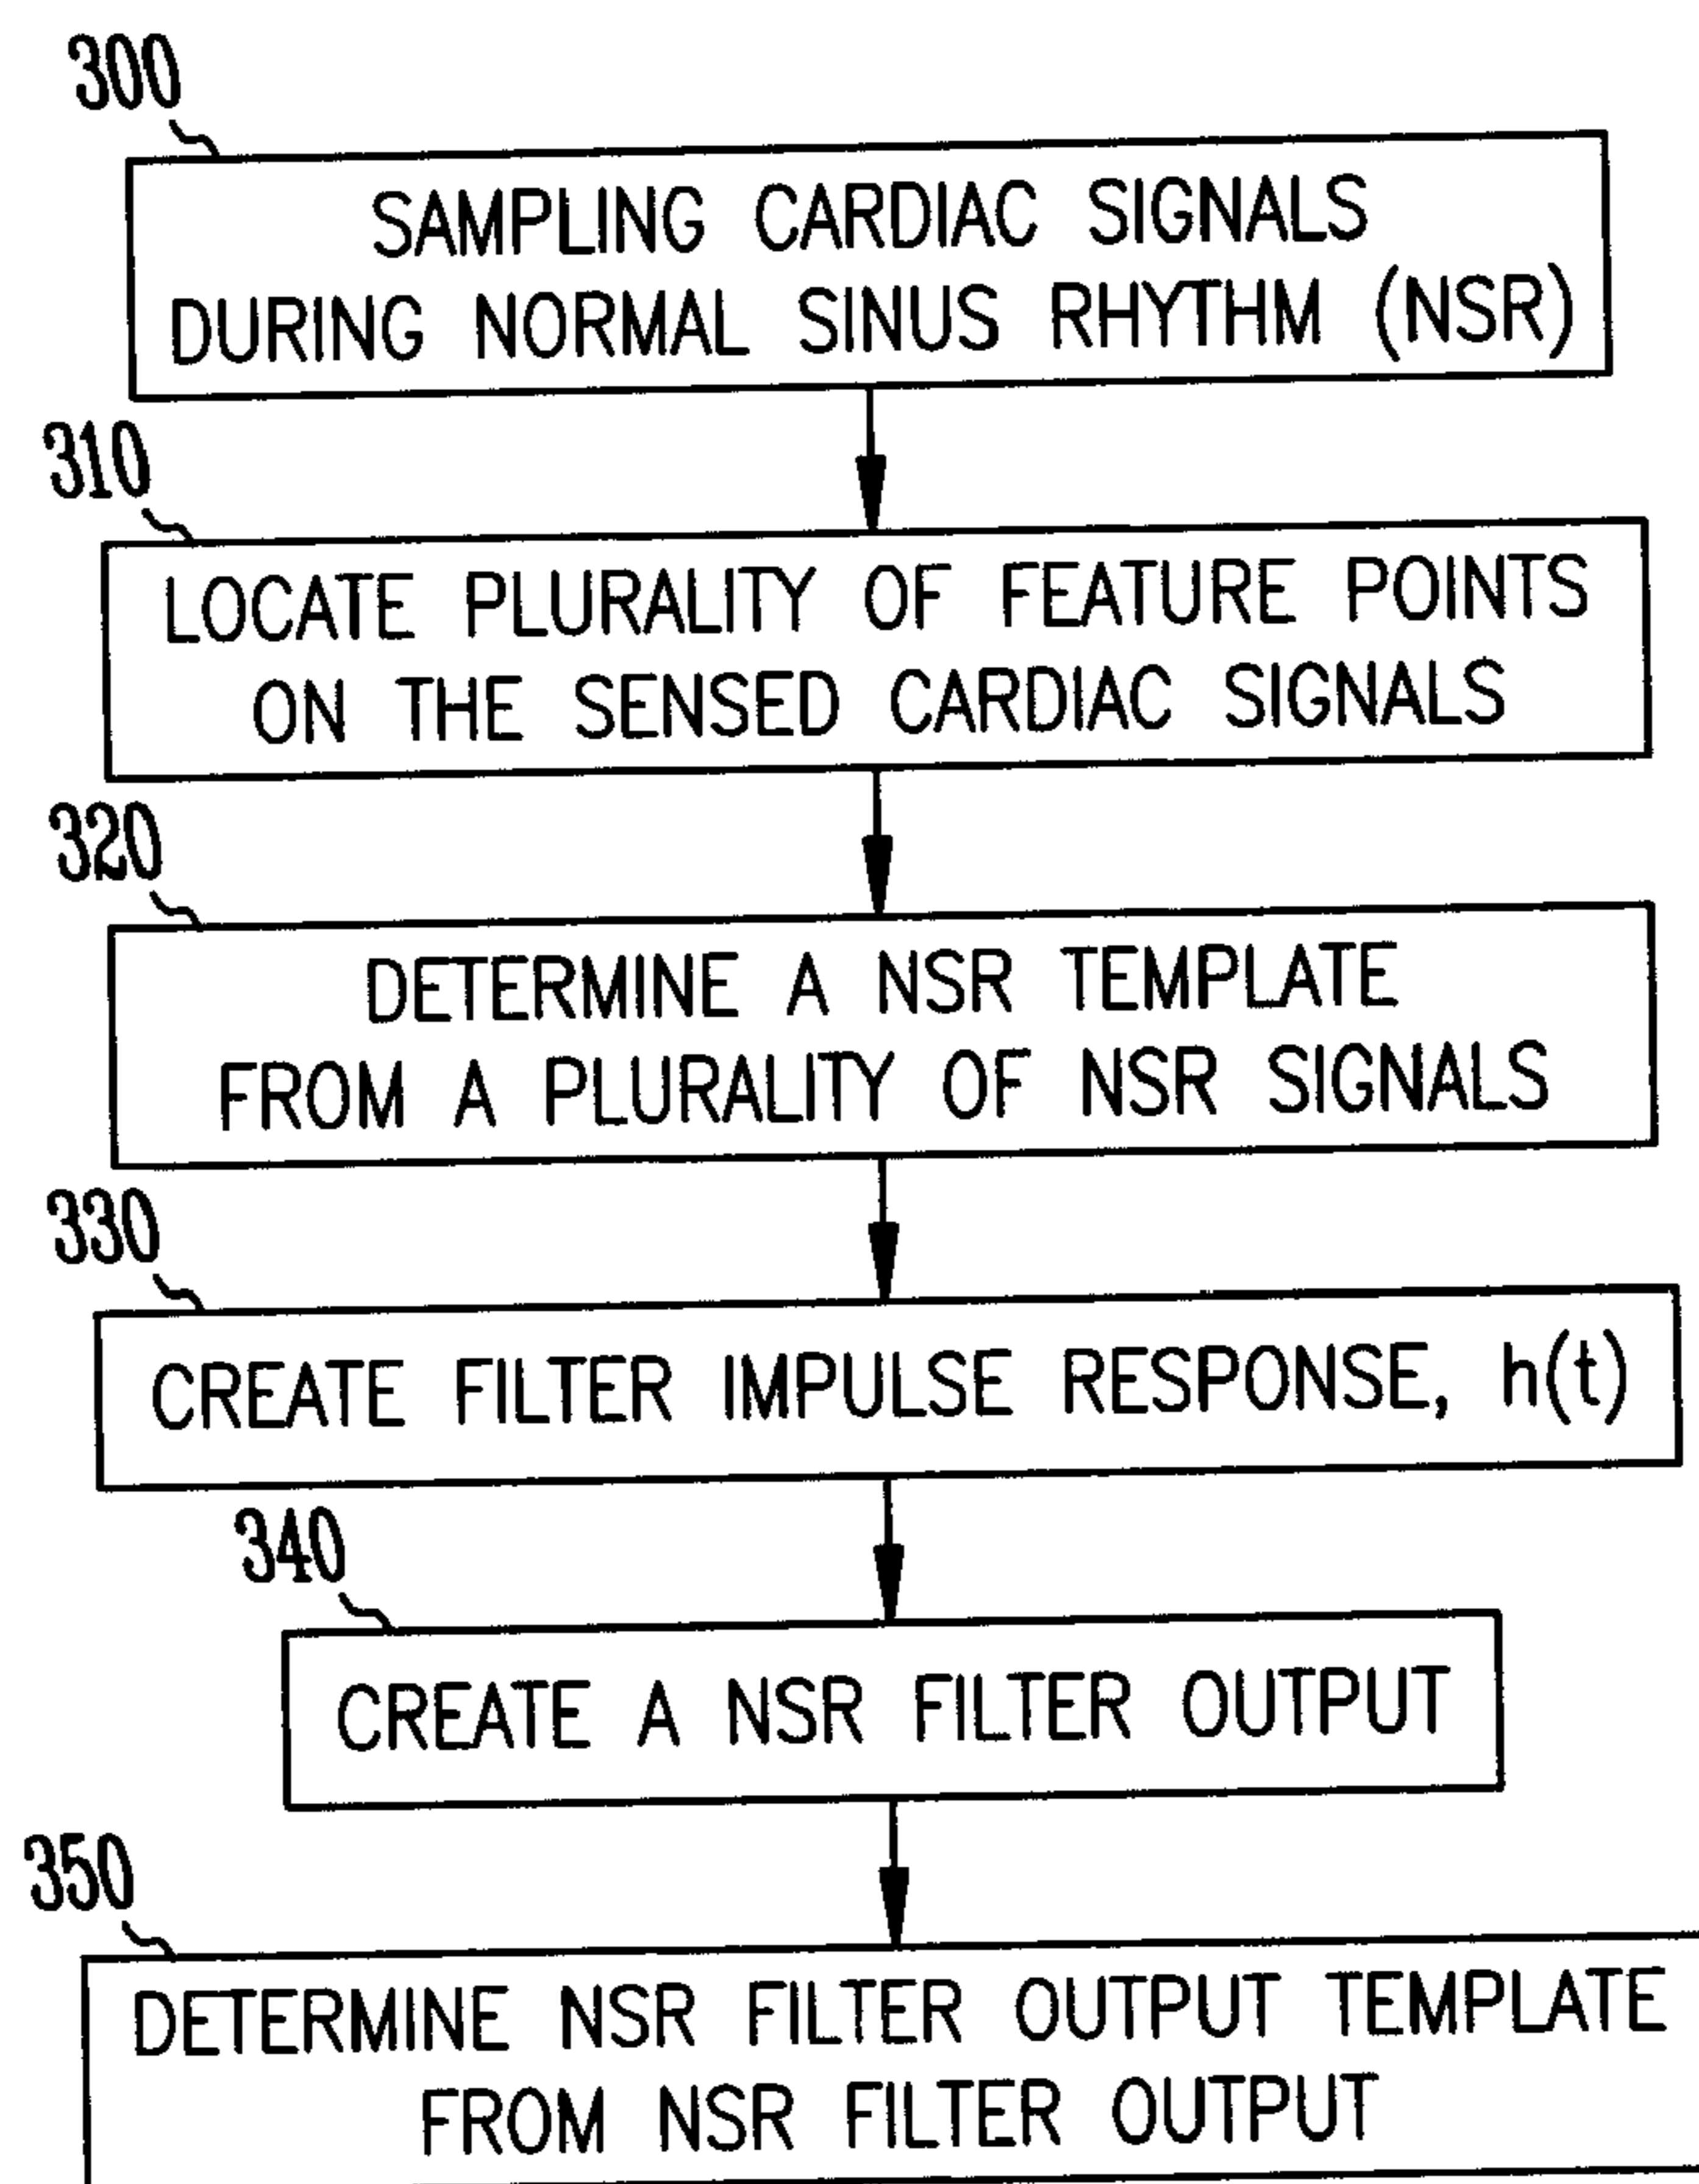 300
SAMPLING CARDIAC SIGNALS
DURING NORMAL SINUS RHYTHM (NSR)
310
LOCATE PLURALITY OF FEATURE POINTS
ON THE SENSED CARDIAC SIGNALS
320
DETERMINE A NSR TEMPLATE
FROM A PLURALITY OF NSR SIGNALS
330
CREATE FILTER IMPULSE RESPONSE, h(t)
340
CREATE A NSR FILTER OUTPUT
350
DETERMINE NSR FILTER OUTPUT TEMPLATE
FROM NSR FILTER OUTPUT